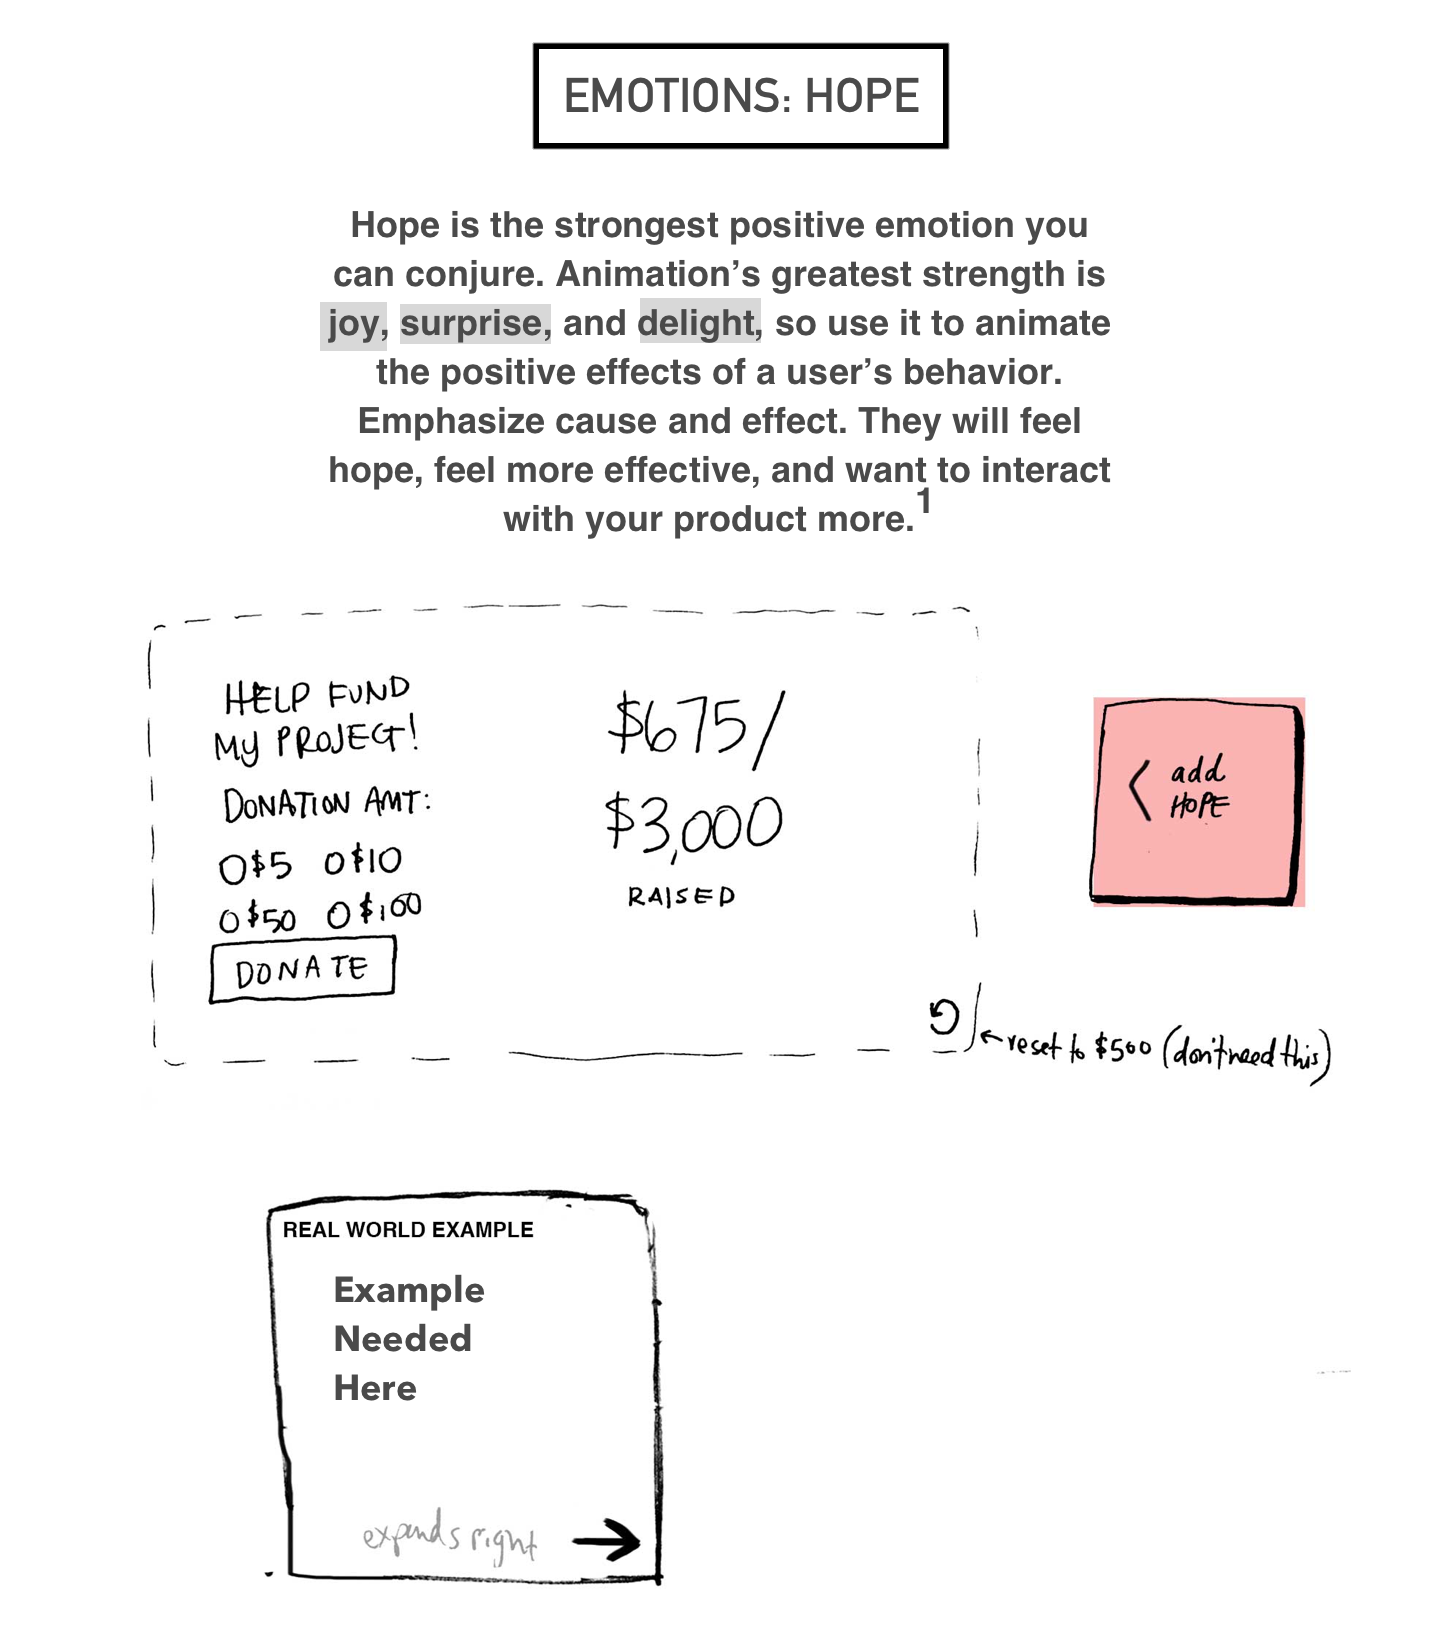 EMOTIONS: HOPE
Hope is the strongest positive emotion you
can conjure. Animation’s greatest strength is
joy, surprise, and delight, so use it to animate
the positive effects of a user’s behavior.
Emphasize cause and effect. They will feel
hope, feel more effective, and want to interact
with your product more.1
HELP FUND
MY PROJECT!
DONATION AMT:
O $5 O $10
O $50 O $100
DONATE
$675/
$3,000
RAISED
< add
HOPE
←reset to $500 (don't need this)
REAL WORLD EXAMPLE
Example
Needed
Here
expands right →